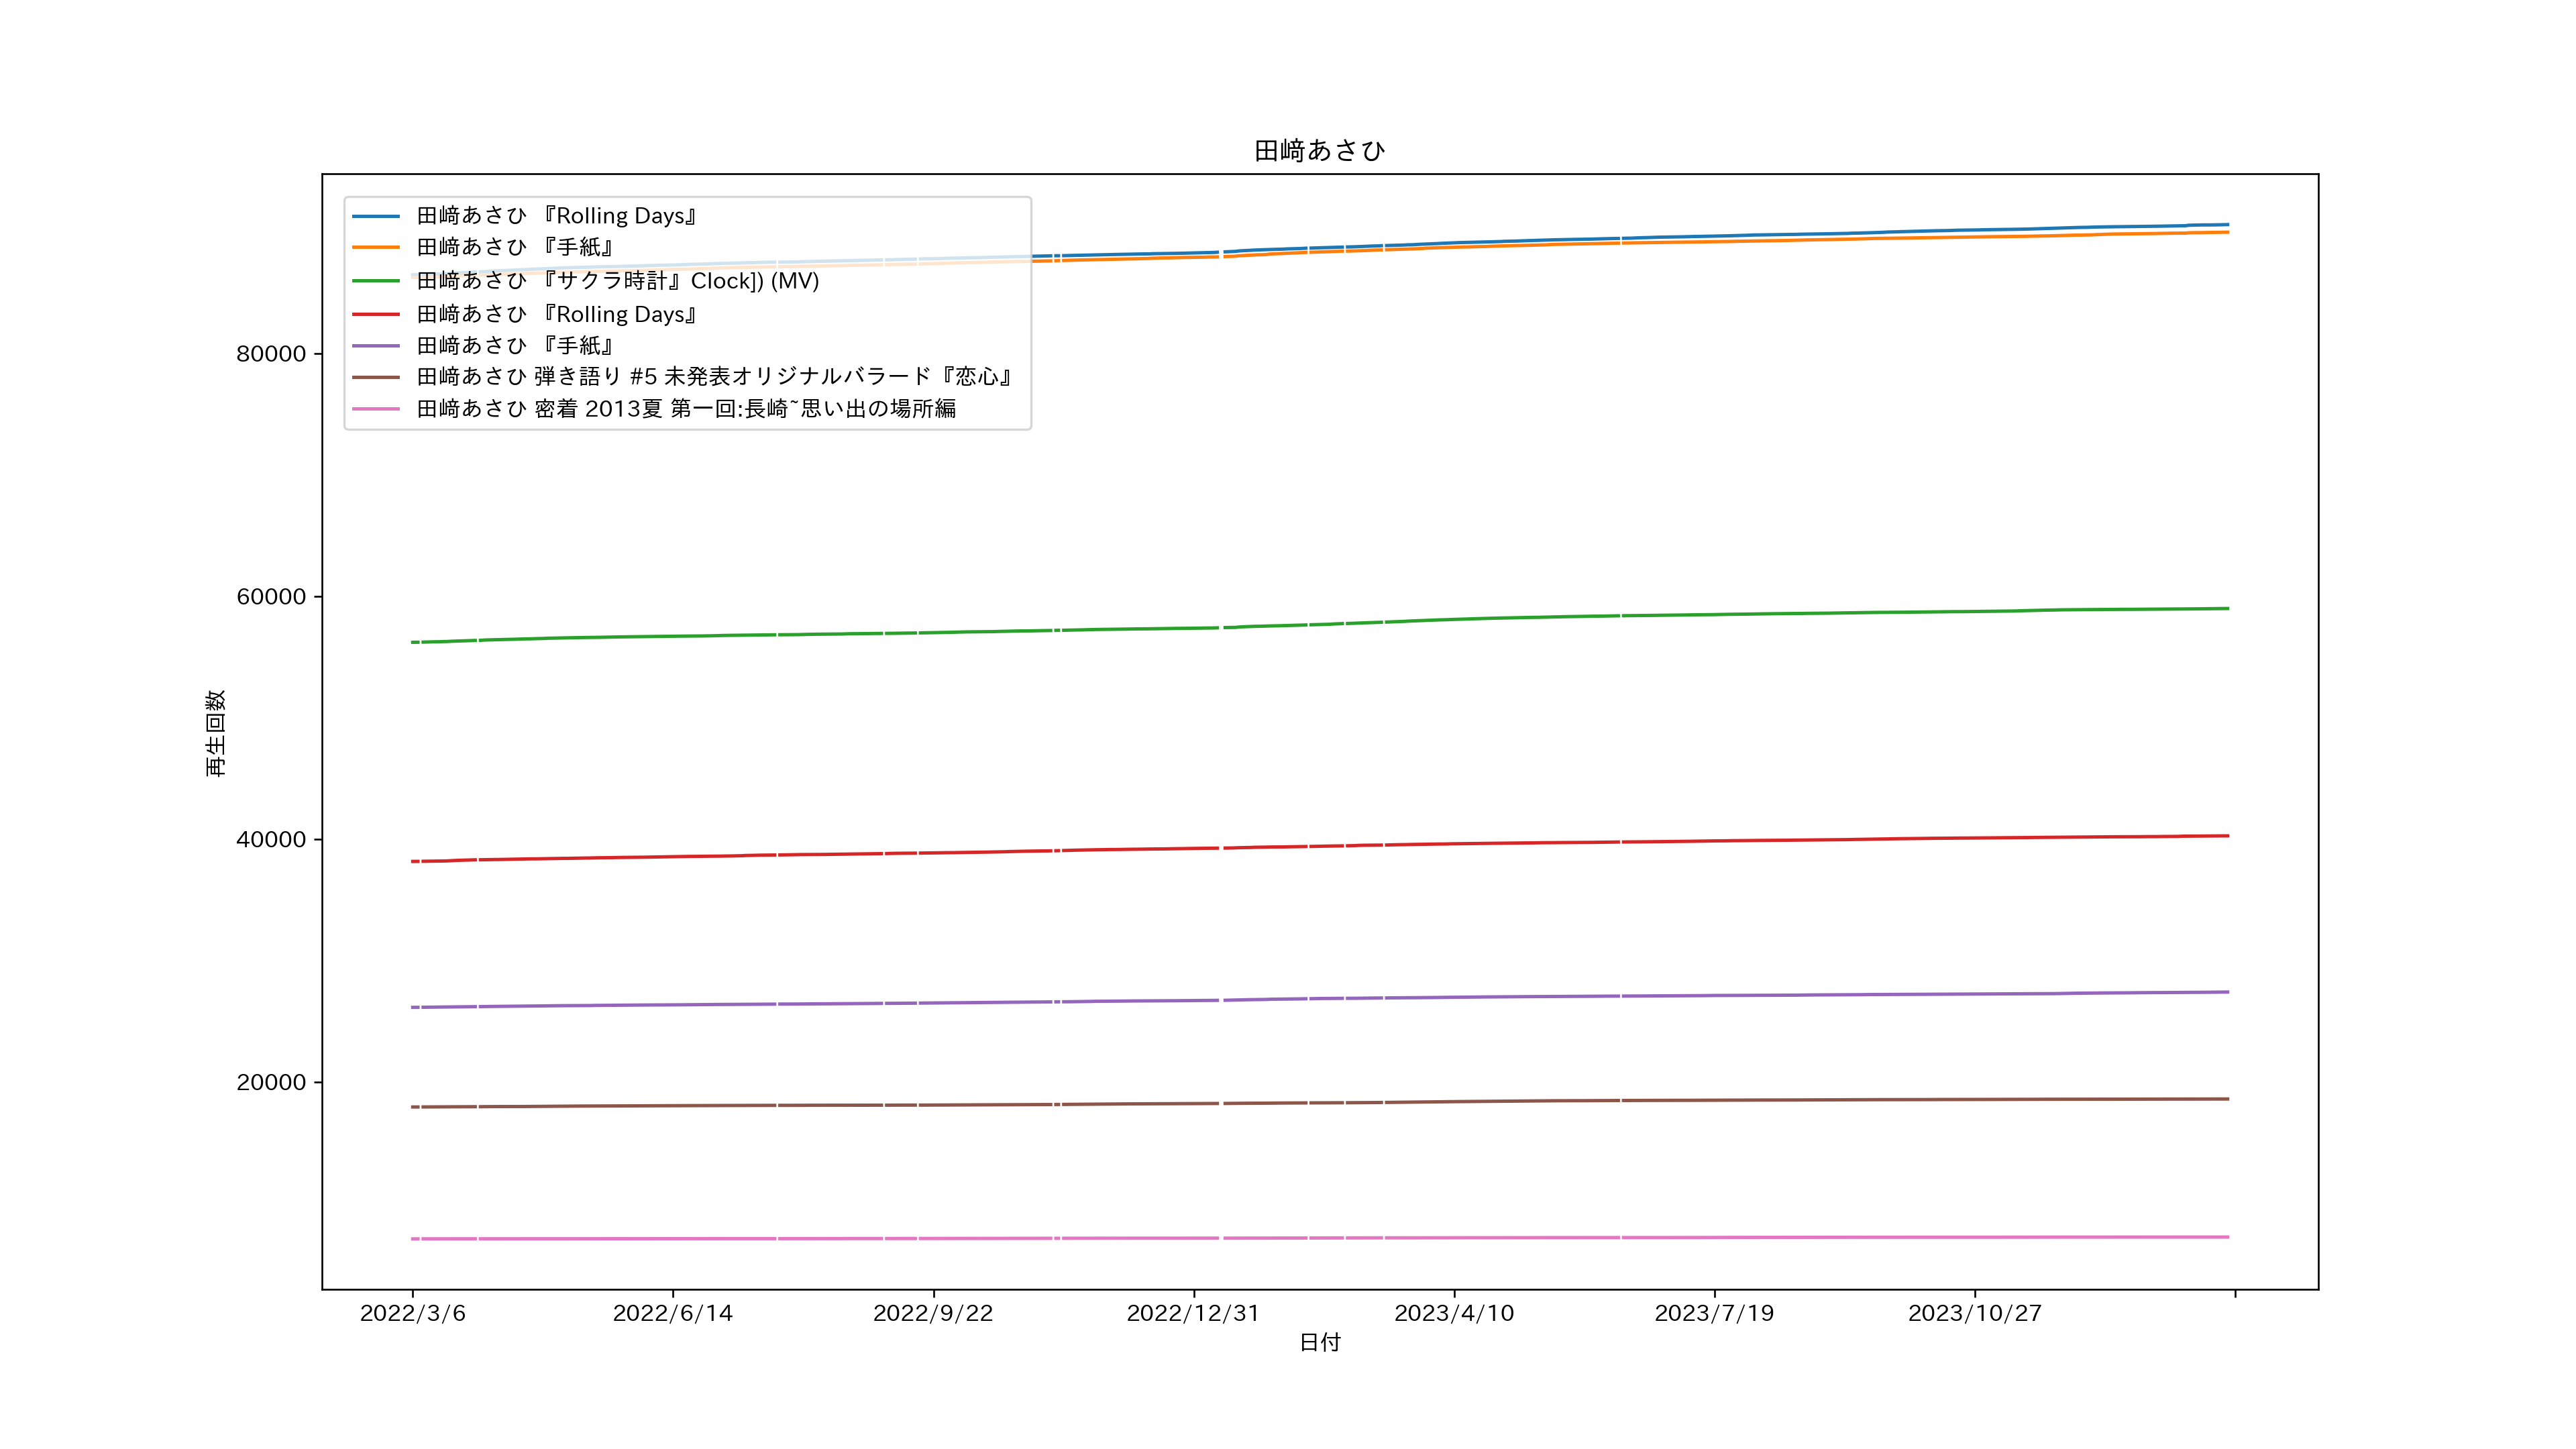 田﨑あさひ
田﨑あさひ 『Rolling Days』
田﨑あさひ 『手紙』
田﨑あさひ 『サクラ時計』Clock]) (MV)
田﨑あさひ 『Rolling Days』
田﨑あさひ 『手紙』
田﨑あさひ 弾き語り #5 未発表オリジナルバラード『恋心』
田﨑あさひ 密着 2013夏 第一回:長崎~思い出の場所編
80000
60000
40000
20000
再生回数
2022/3/6 2022/6/14 2022/9/22 2022/12/31 2023/4/10 2023/7/19 2023/10/27
日付